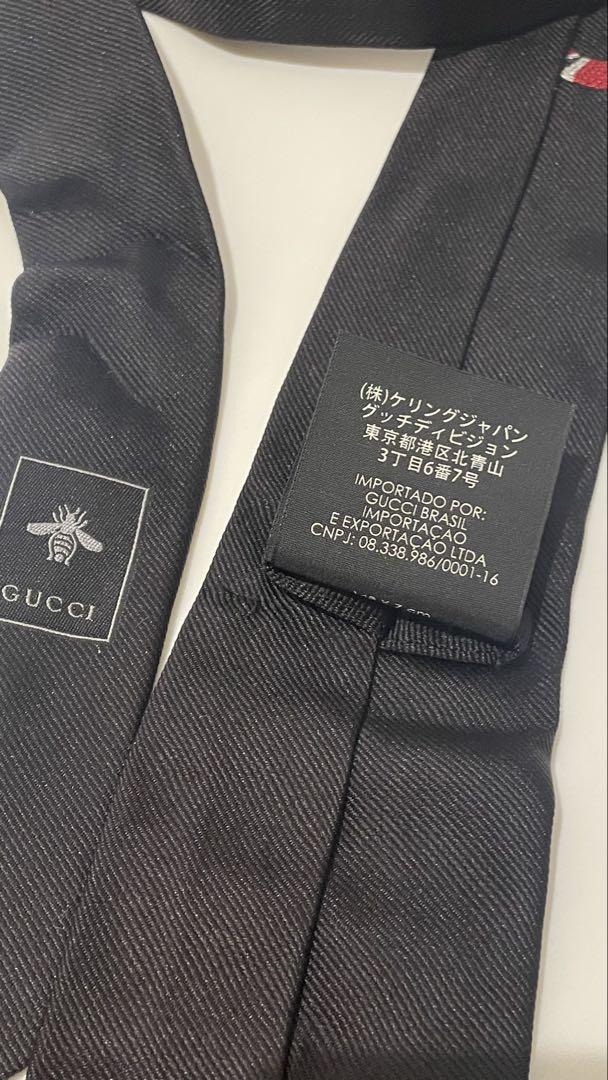 (株)ケリングジャパン
グッチディビジョン
東京都港区北青山
3丁目6番7号
IMPORTADO POR:
GUCCI BRASIL
IMPORTAÇAO
E EXPORTAÇAO LTDA
CNPJ: 08.338.986/0001-16
GUCCI